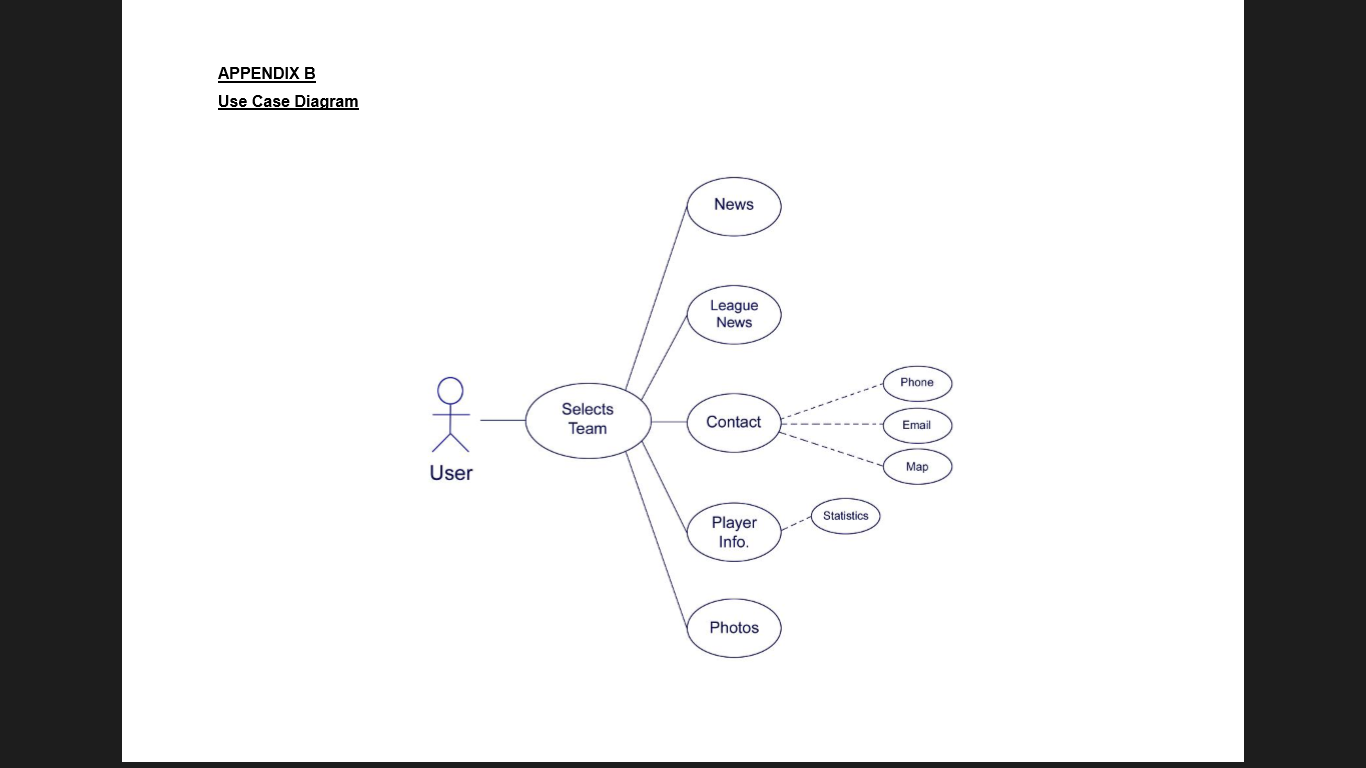 APPENDIX B
Use Case Diagram
News
League
News
Selects
Team
User
Contact
Phone
Email
Map
Player
Info.
Statistics
Photos